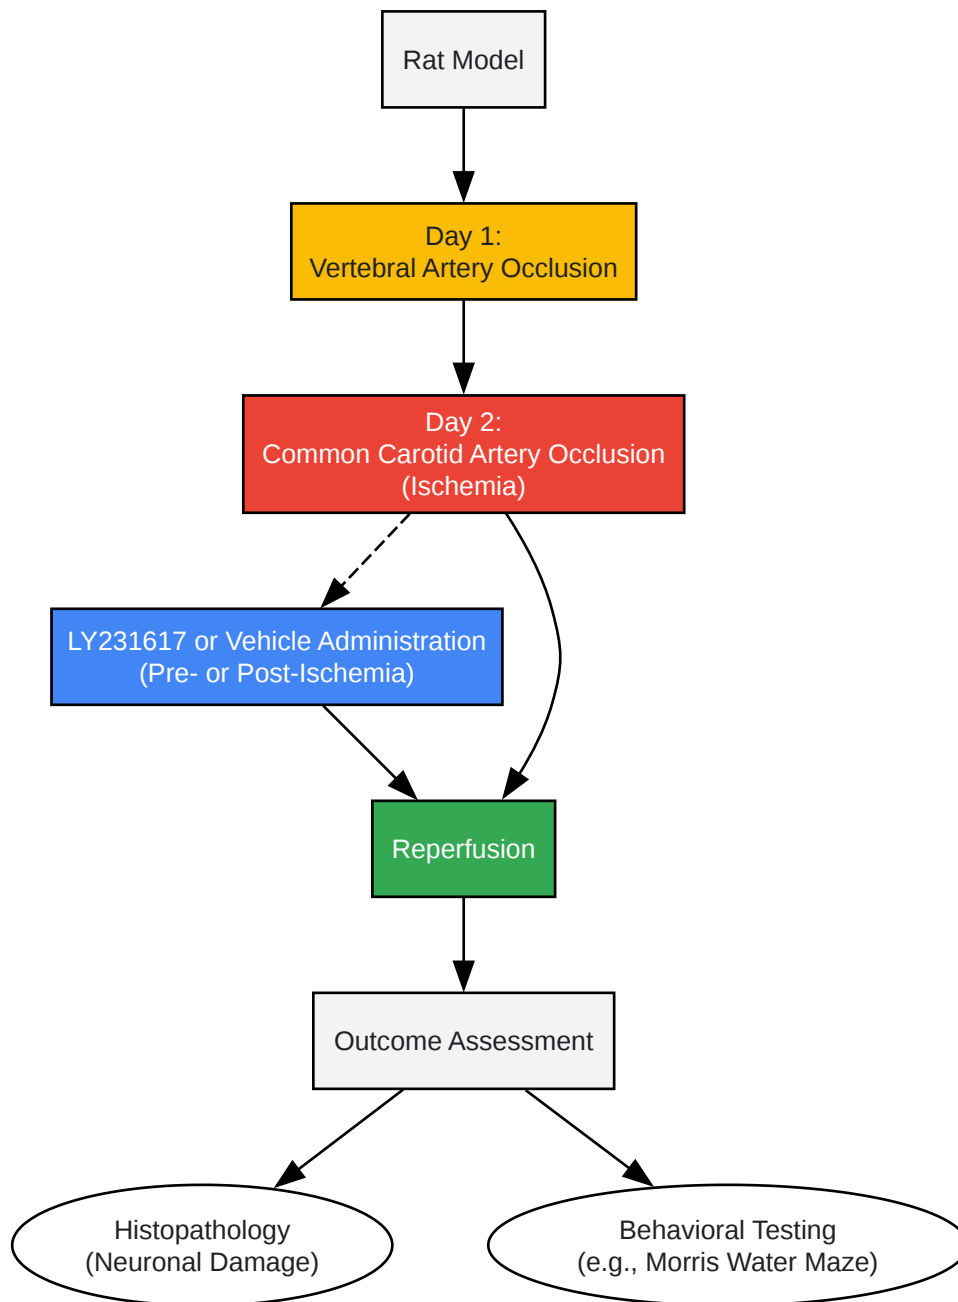 Rat Model
Day 1:
Vertebral Artery Occlusion
Day 2:
Common Carotid Artery Occlusion
(Ischemia)
LY231617 or Vehicle Administration
(Pre- or Post-Ischemia)
Reperfusion
Outcome Assessment
Histopathology
(Neuronal Damage)
Behavioral Testing
(e.g., Morris Water Maze)